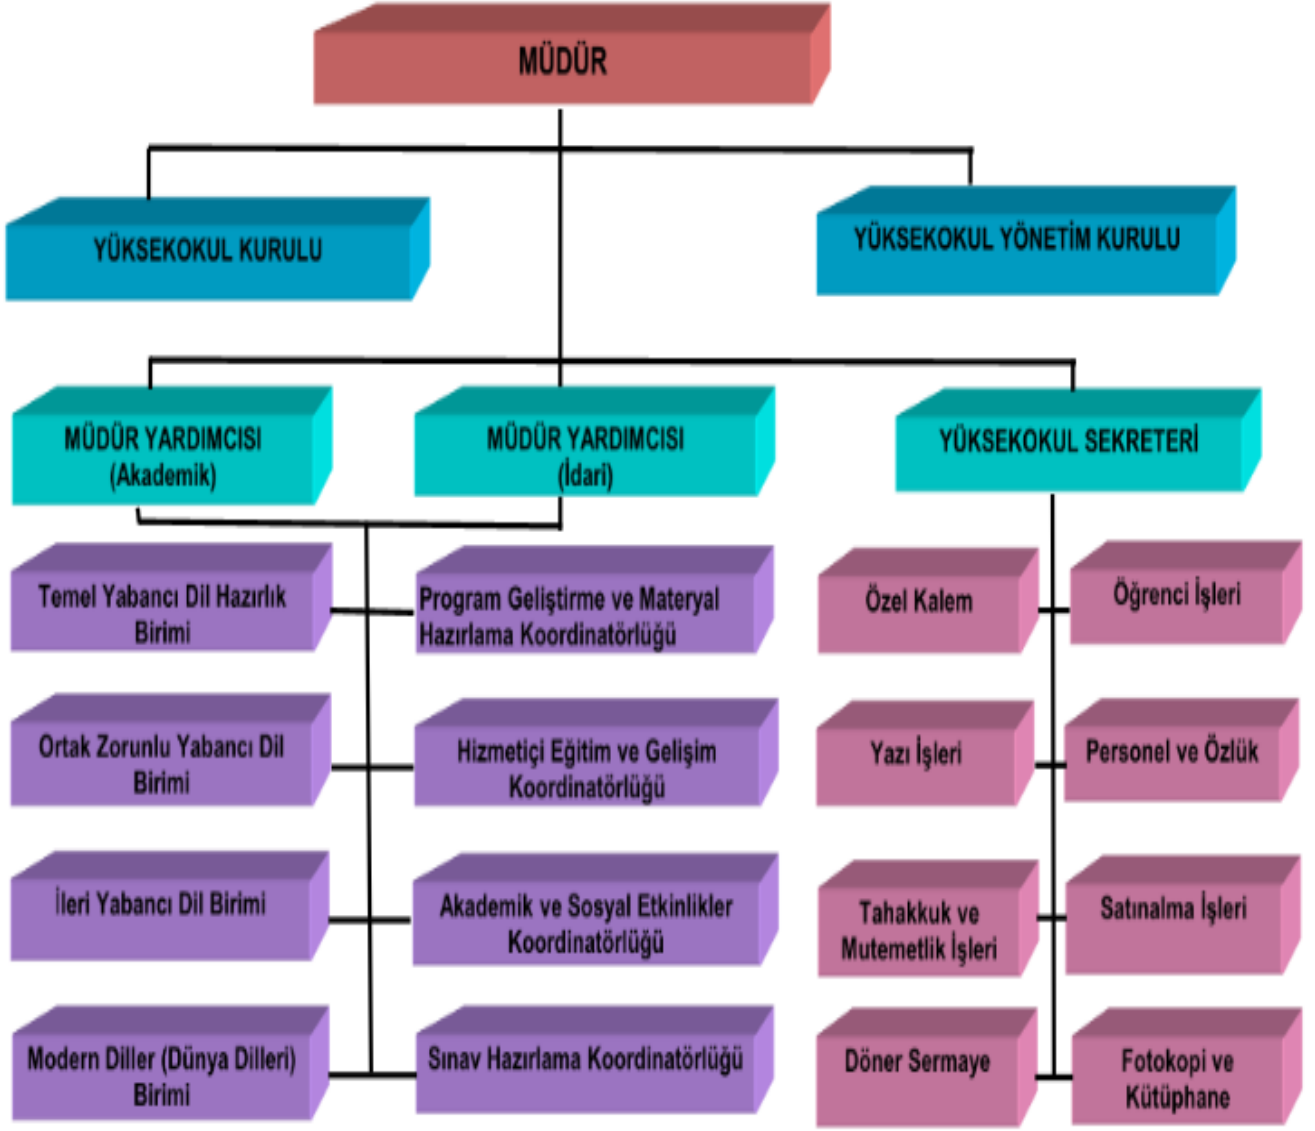 MÜDÜR
YÜKSEKOKUL KURULU
YÜKSEKOKUL YÖNETİM KURULU
MÜDÜR YARDIMCISI
(Akademik)
MÜDÜR YARDIMCISI
(İdari)
YÜKSEKOKUL SEKRETERİ
Temel Yabancı Dil Hazırlık
Birimi
Program Geliştirme ve Materyal
Hazırlama Koordinatörlüğü
Özel Kalem
Öğrenci İşleri
Ortak Zorunlu Yabancı Dil
Birimi
Hizmetiçi Eğitim ve Gelişim
Koordinatörlüğü
Yazı İşleri
Personel ve Özlük
İleri Yabancı Dil Birimi
Akademik ve Sosyal Etkinlikler
Koordinatörlüğü
Tahakkuk ve
Mutemetlik İşleri
Satınalma İşleri
Modern Diller (Dünya Dilleri)
Birimi
Sınav Hazırlama Koordinatörlüğü
Döner Sermaye
Fotokopi ve
Kütüphane